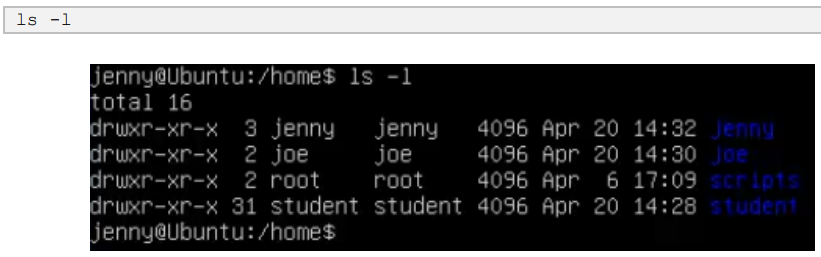 ls -l
jenny@Ubuntu:/home$ ls -l
total 16
drwxr-xr-x  3 jenny   jenny   4096 Apr 20 14:32 jenny
drwxr-xr-x  2 joe     joe     4096 Apr 20 14:30 joe
drwxr-xr-x  2 root    root    4096 Apr  6 17:09 scripts
drwxr-xr-x 31 student student 4096 Apr 20 14:28 student
jenny@Ubuntu:/home$